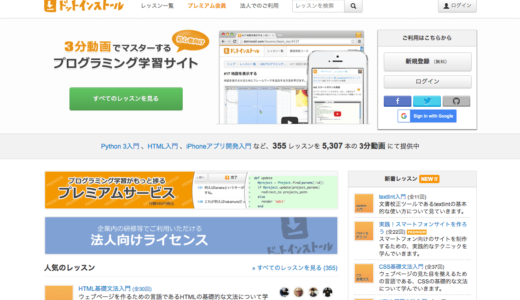 ドットインストール
レッスン一覧
プレミアム会員
法人でのご利用
レッスンを検索
ログイン
3分動画でマスターする
初心者向け
プログラミング学習サイト
すべてのレッスンを見る
ご利用はこちらから
新規登録 (無料)
ログイン
Sign in with Google
Python 3入門 、HTML入門 、iPhoneアプリ開発入門 など、355 レッスンを 5,307 本の 3分動画 にて提供中
プログラミング学習がもっと捗る
プレミアムサービス
企業内の研修等でご利用いただける
法人向けライセンス
ドットインストール
人気のレッスン
すべてのレッスンを見る (355)
HTML基礎文法入門 (全30回)
ウェブページを作るための言語であるHTMLの基礎的な文法について学
新着レッスン NEW!!
textlint入門 (全11回)
文書校正ツールであるtextlintの基本
的な使い方について見ていきます。
実践！スマートフォンサイトを作ろ
う (全22回)
スマートフォン向けのサイトを制作
するための、実践的なテクニックを
学んでいきます。
CSS基礎文法入門 (全37回)
ウェブページの見た目を整えるため
の言語である、CSSの基礎的な文法
について学んでいきます。